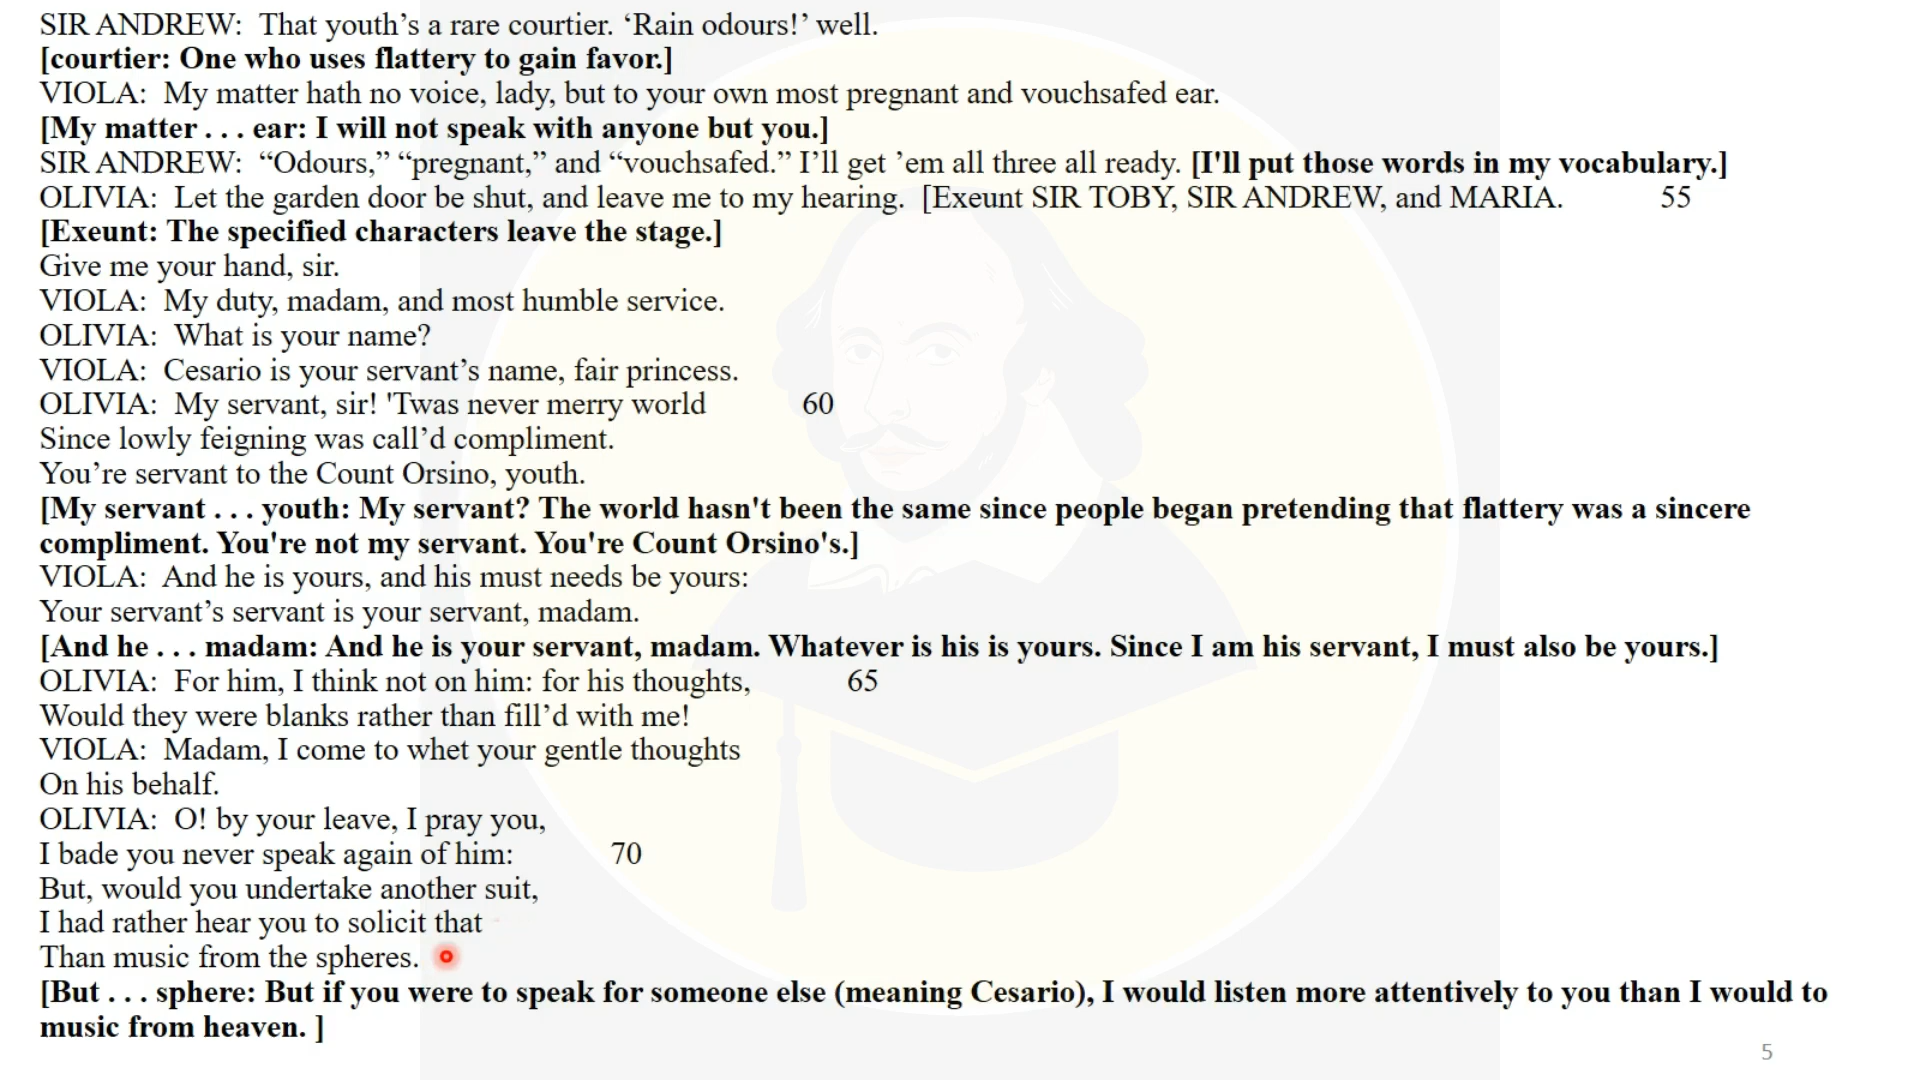 SIR ANDREW:  That youth’s a rare courtier. ‘Rain odours!’ well.
[courtier: One who uses flattery to gain favor.]
VIOLA:  My matter hath no voice, lady, but to your own most pregnant and vouchsafed ear.
[My matter . . . ear: I will not speak with anyone but you.]
SIR ANDREW:  “Odours,” “pregnant,” and “vouchsafed.” I’ll get ’em all three all ready. [I'll put those words in my vocabulary.]
OLIVIA:  Let the garden door be shut, and leave me to my hearing.  [Exeunt SIR TOBY, SIR ANDREW, and MARIA. 55
[Exeunt: The specified characters leave the stage.]
Give me your hand, sir.
VIOLA:  My duty, madam, and most humble service.
OLIVIA:  What is your name?
VIOLA:  Cesario is your servant’s name, fair princess.
OLIVIA:  My servant, sir! 'Twas never merry world 60
Since lowly feigning was call’d compliment.
You’re servant to the Count Orsino, youth.
[My servant . . . youth: My servant? The world hasn't been the same since people began pretending that flattery was a sincere
compliment. You're not my servant. You're Count Orsino's.]
VIOLA:  And he is yours, and his must needs be yours:
Your servant’s servant is your servant, madam.
[And he . . . madam: And he is your servant, madam. Whatever is his is yours. Since I am his servant, I must also be yours.]
OLIVIA:  For him, I think not on him: for his thoughts, 65
Would they were blanks rather than fill’d with me!
VIOLA:  Madam, I come to whet your gentle thoughts
On his behalf.
OLIVIA:  O! by your leave, I pray you,
I bade you never speak again of him: 70
But, would you undertake another suit,
I had rather hear you to solicit that
Than music from the spheres.
[But . . . sphere: But if you were to speak for someone else (meaning Cesario), I would listen more attentively to you than I would to
music from heaven. ]
5